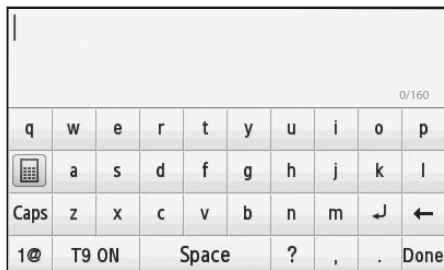 0/160
q w e r t y u i o p
a s d f g h j k l
Caps z x c v b n m
1@ T9 ON Space ? , . Done